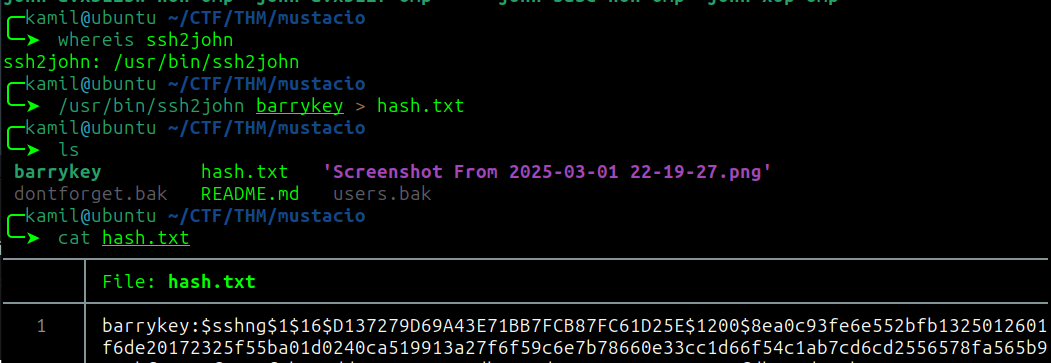 kamil@ubuntu ~/CTF/THM/mustacio
whereis ssh2john
ssh2john: /usr/bin/ssh2john
kamil@ubuntu ~/CTF/THM/mustacio
/usr/bin/ssh2john barrykey > hash.txt
kamil@ubuntu ~/CTF/THM/mustacio
ls
barrykey hash.txt 'Screenshot From 2025-03-01 22-19-27.png'
dontforget.bak README.md users.bak
kamil@ubuntu ~/CTF/THM/mustacio
cat hash.txt
File: hash.txt
1 barrykey:$sshng$1$16$D137279D69A43E71BB7FCB87FC61D25E$1200$8ea0c93fe6e552bfb1325012601
f6de20172325f55ba01d0240ca519913a27f6f59c6e7b78660e33cc1d66f54c1ab7cd6cd2556578fa565b9